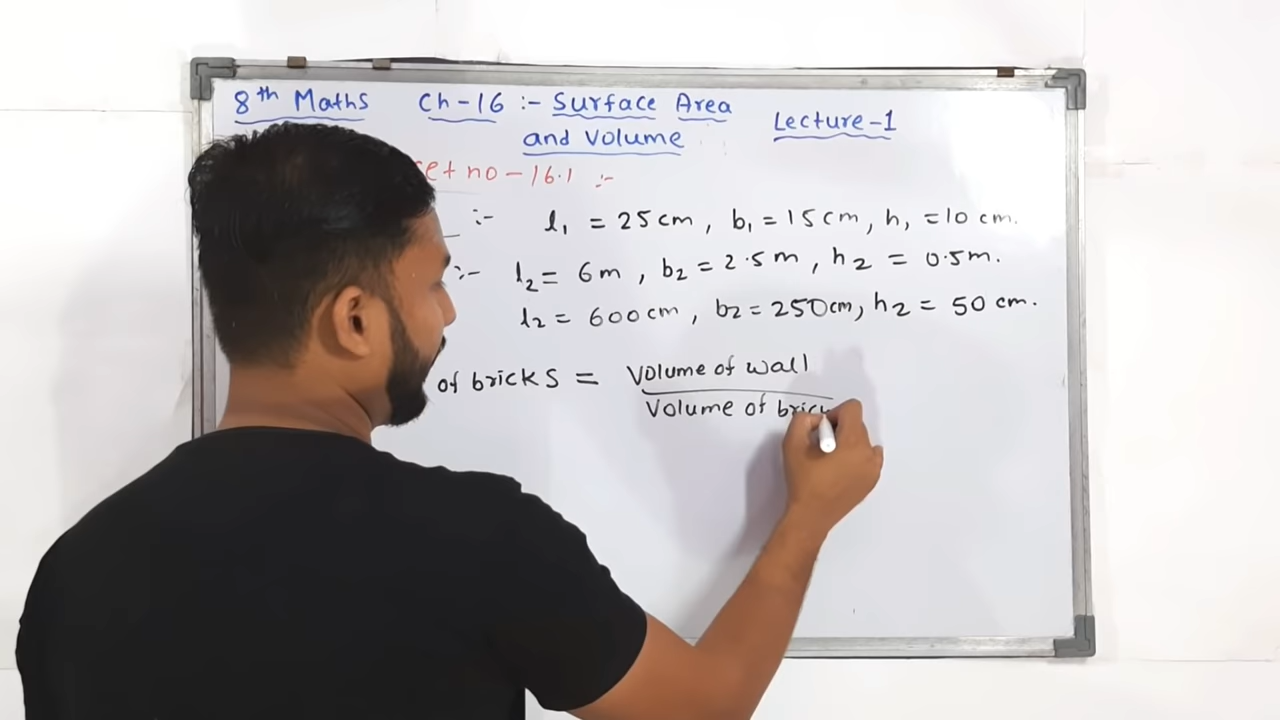 8th Maths Ch-16 :- Surface Area and Volume Lecture-1
no - 16.1 :-
:- l₁ = 25 cm, b₁ = 15 cm, h₁ = 10 cm.
:- l₂ = 6 m, b₂ = 2.5 m, h₂ = 0.5 m.
l₂ = 600 cm, b₂ = 250 cm, h₂ = 50 cm.
of bricks = Volume of wall
Volume of brick